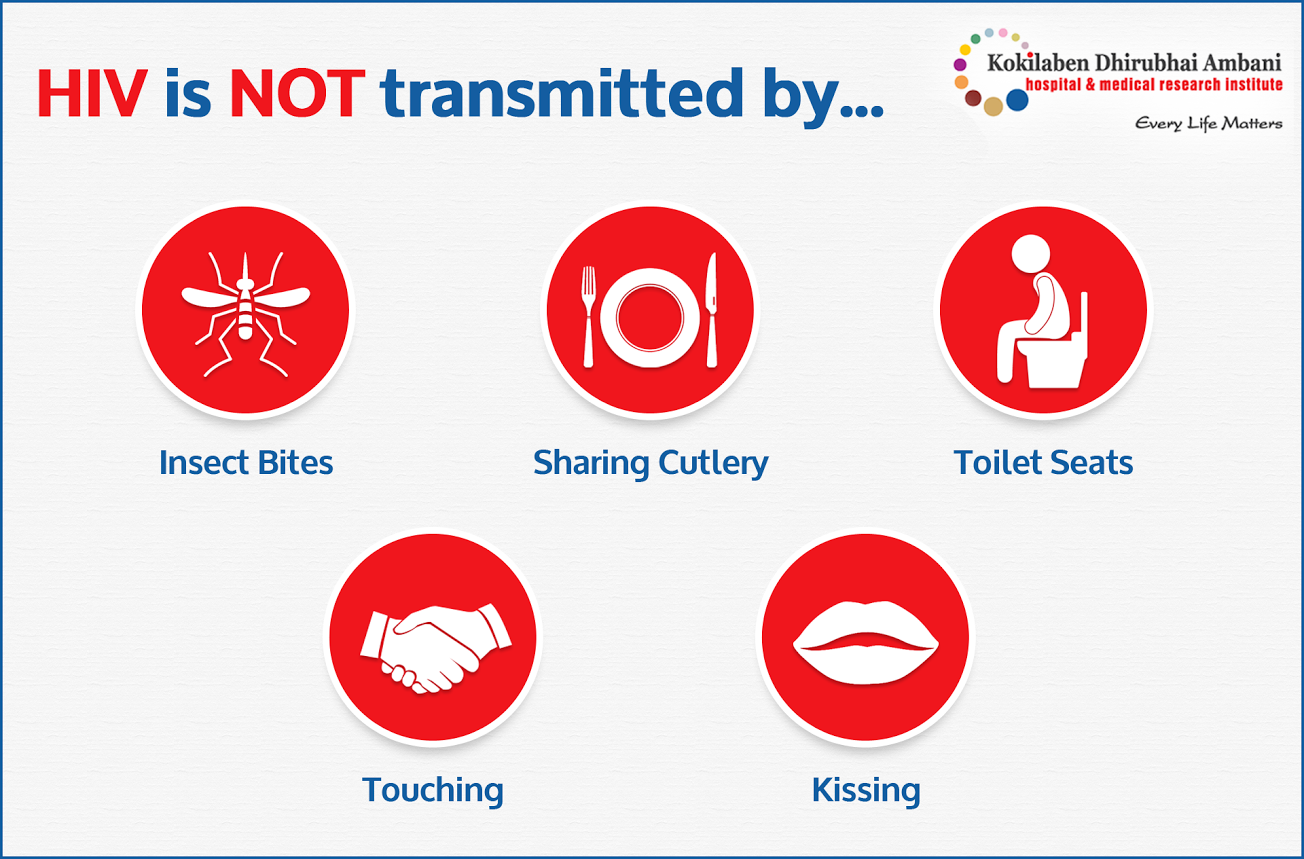 HIV is NOT transmitted by...
Kokilaben Dhirubhai Ambani
hospital & medical research institute
Every Life Matters
Insect Bites
Sharing Cutlery
Toilet Seats
Touching
Kissing